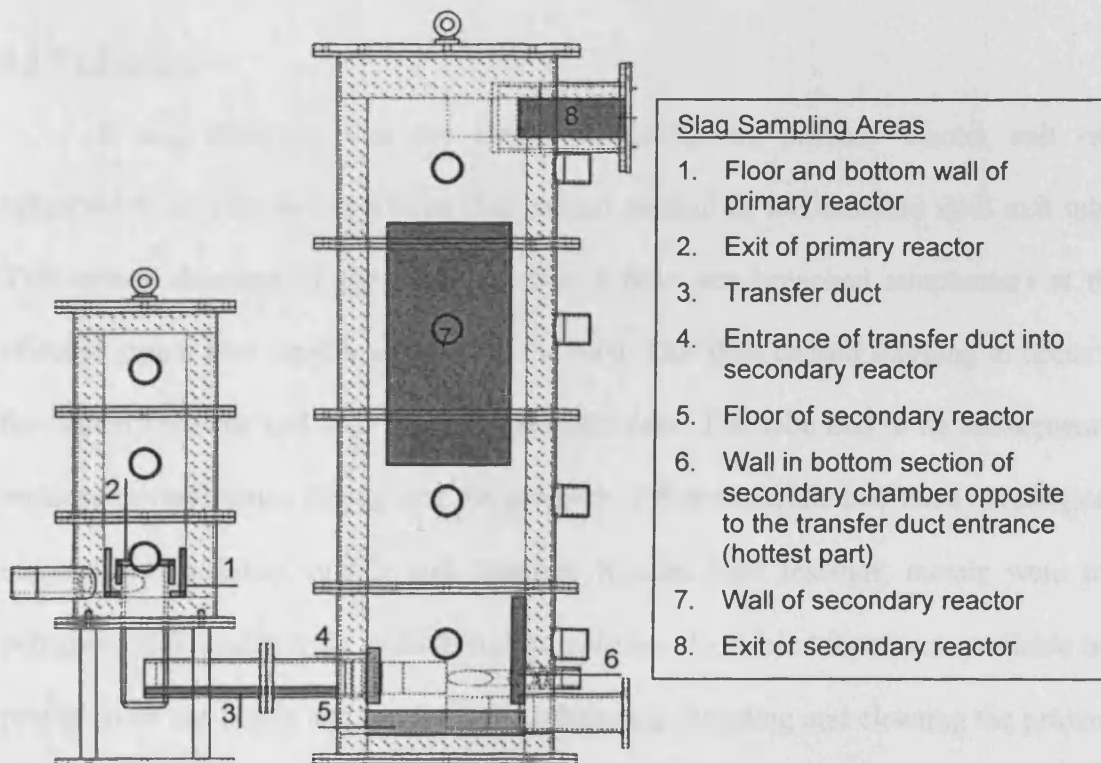 8
7
2
1
4
6
3
5
Slag Sampling Areas
1. Floor and bottom wall of
primary reactor
2. Exit of primary reactor
3. Transfer duct
4. Entrance of transfer duct into
secondary reactor
5. Floor of secondary reactor
6. Wall in bottom section of
secondary chamber opposite
to the transfer duct entrance
(hottest part)
7. Wall of secondary reactor
8. Exit of secondary reactor